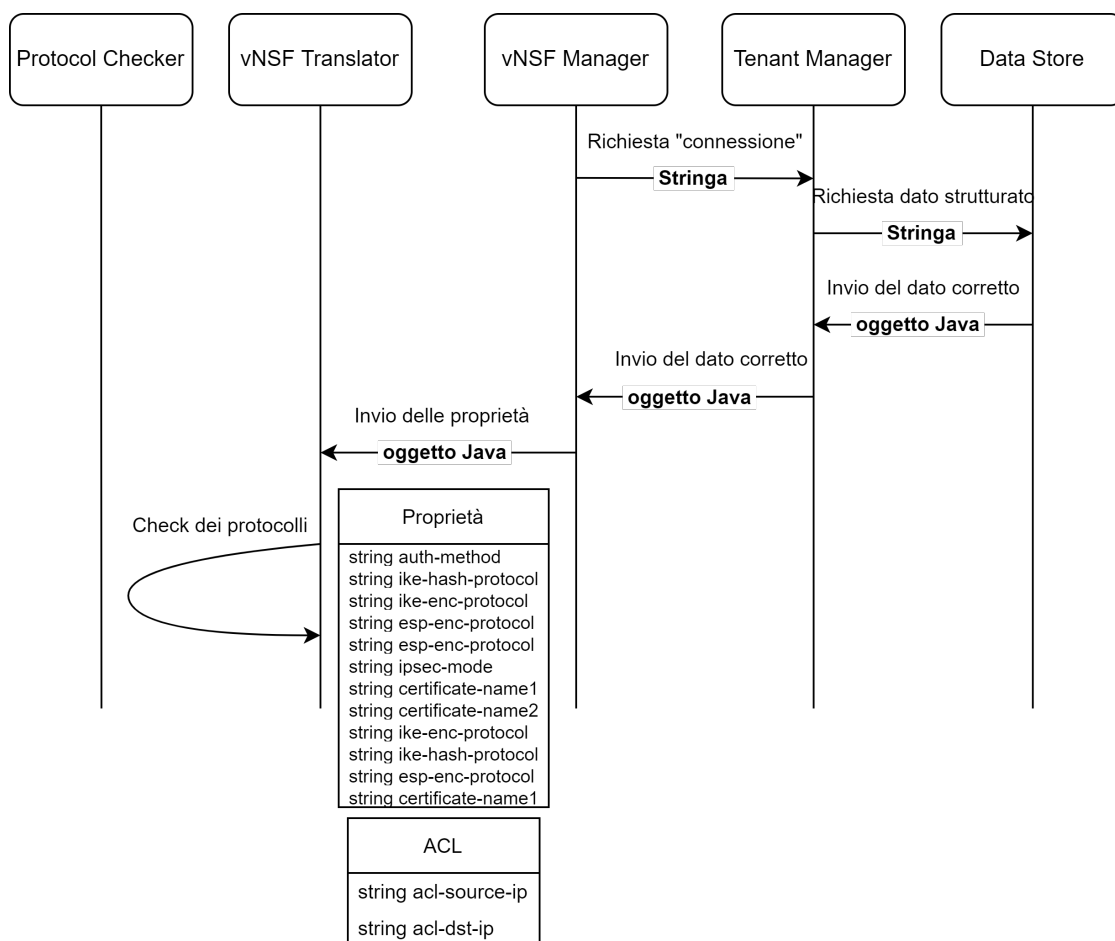 Protocol Checker
vNSF Translator
vNSF Manager
Tenant Manager
Data Store
Richiesta "connessione"
Stringa
Richiesta dato strutturato
Stringa
Invio del dato corretto
oggetto Java
Invio del dato corretto
oggetto Java
Invio delle proprietà
oggetto Java
Check dei protocolli
Proprietà
string auth-method
string ike-hash-protocol
string ike-enc-protocol
string esp-enc-protocol
string esp-enc-protocol
string ipsec-mode
string certificate-name1
string certificate-name2
string ike-enc-protocol
string ike-hash-protocol
string esp-enc-protocol
string certificate-name1
ACL
string acl-source-ip
string acl-dst-ip